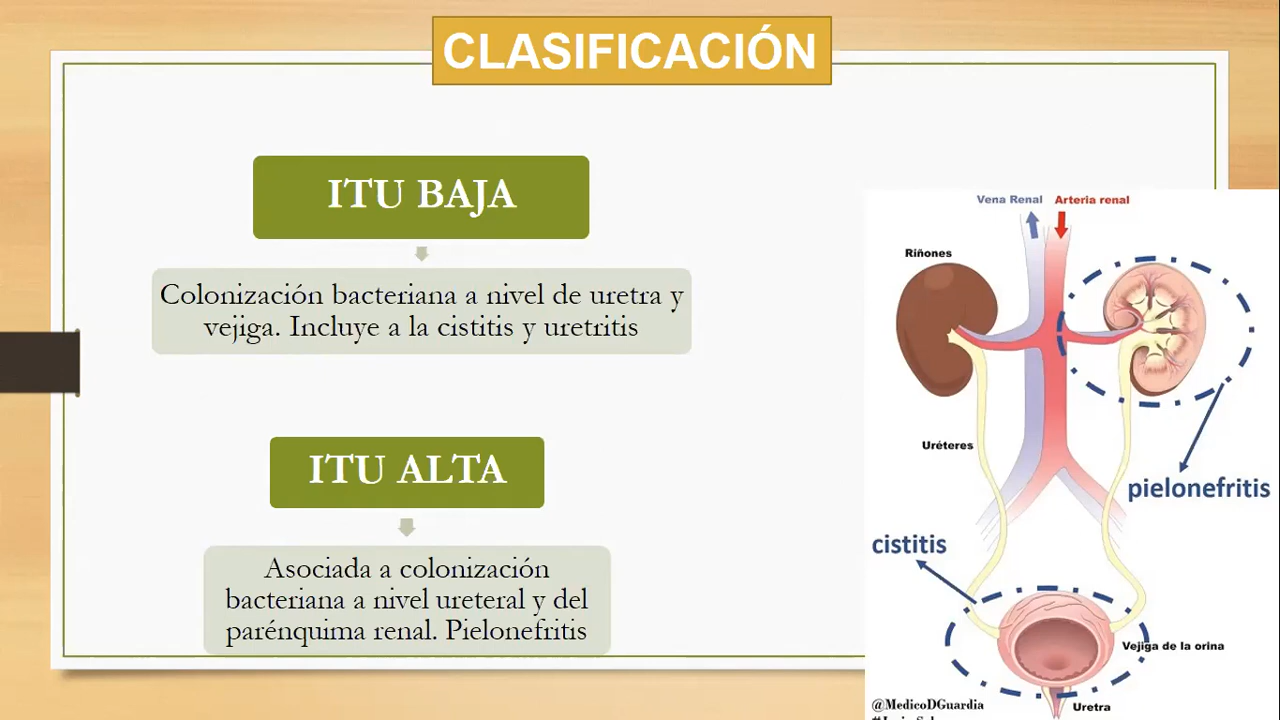 CLASIFICACIÓN
ITU BAJA
Colonización bacteriana a nivel de uretra y
vejiga. Incluye a la cistitis y uretritis
ITU ALTA
Asociada a colonización
bacteriana a nivel ureteral y del
parénquima renal. Pielonefritis
Vena Renal
Arteria renal
Riñones
Uréteres
pielonefritis
cistitis
Vejiga de la orina
@MedicoDGuardia
Uretra